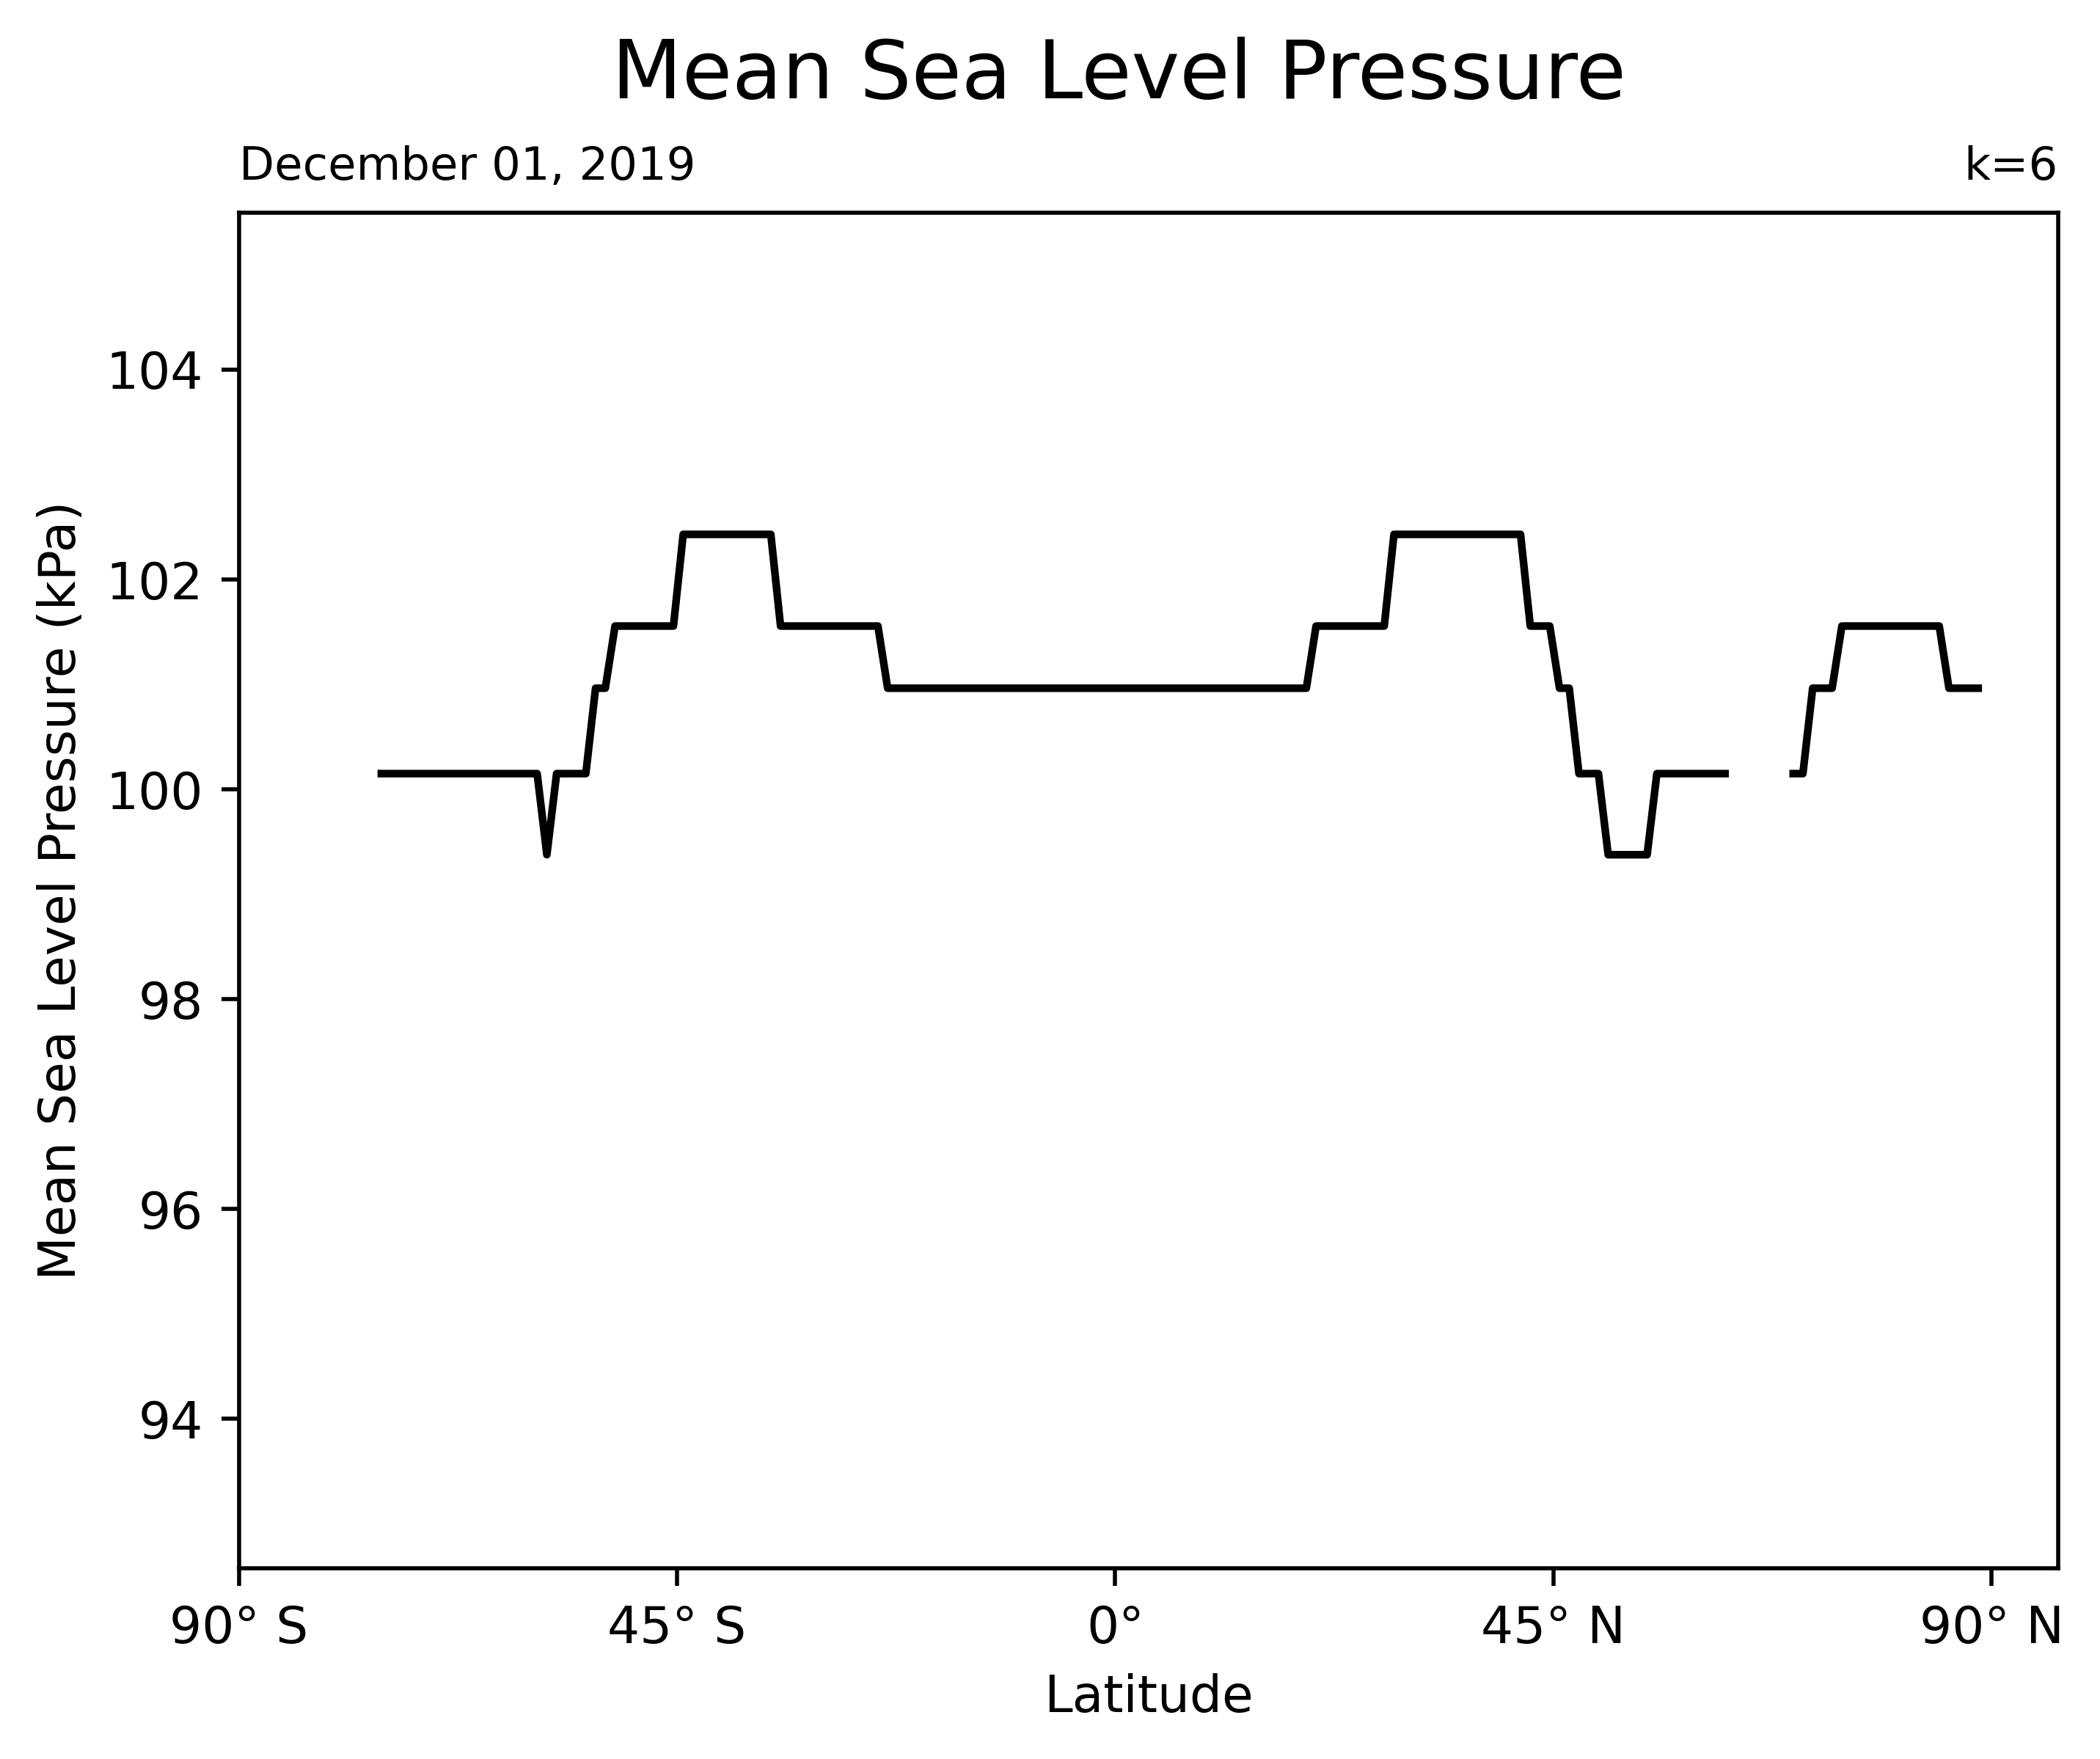 Mean Sea Level Pressure
December 01, 2019
k=6
Mean Sea Level Pressure (kPa)
104
102
100
98
96
94
90° S
45° S
0°
45° N
90° N
Latitude